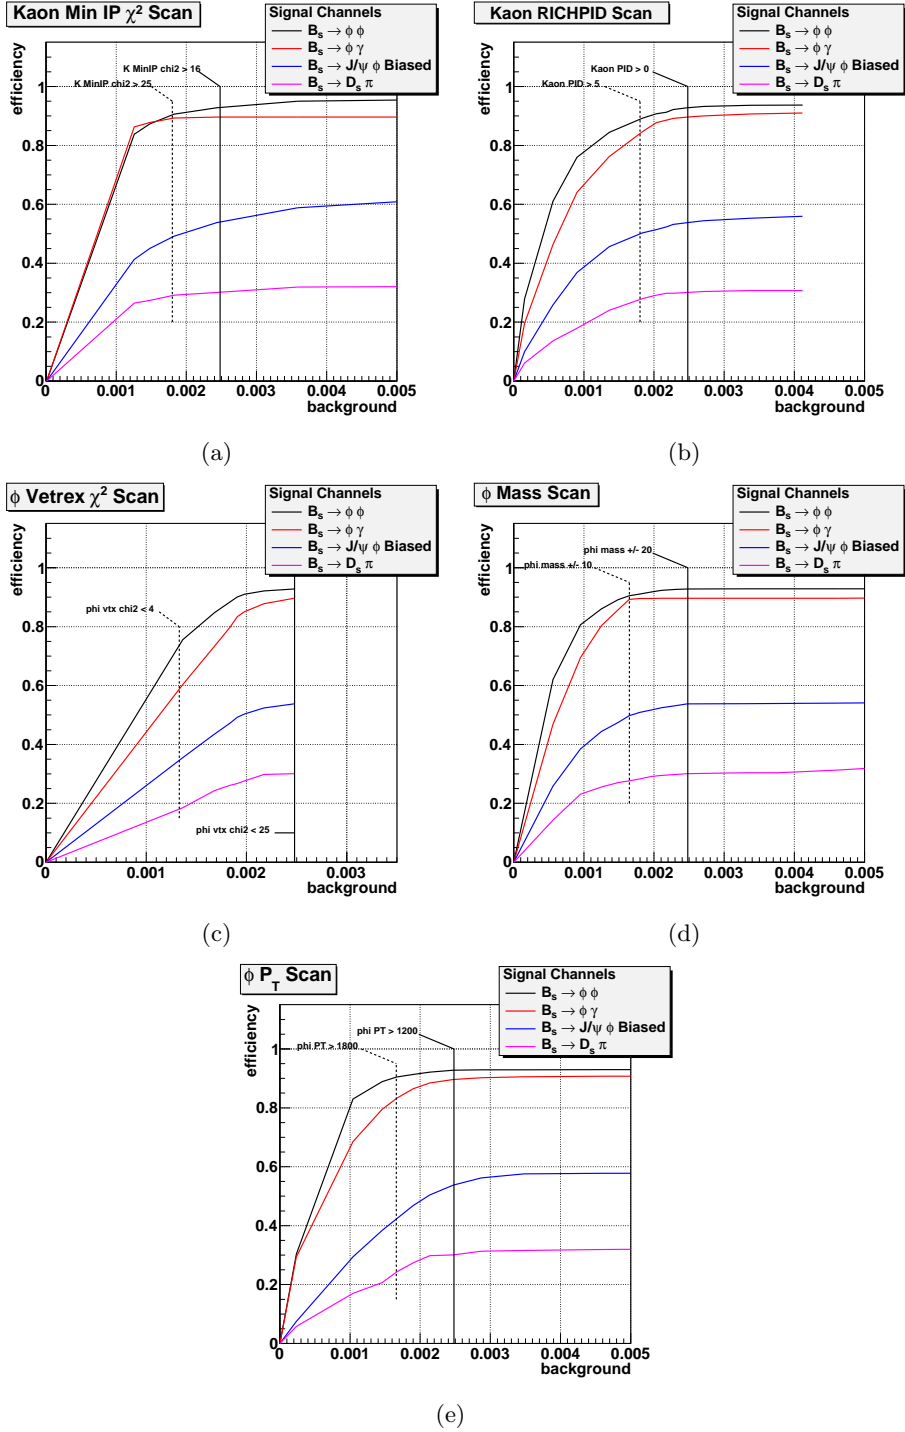 Kaon Min IP χ² Scan
Signal Channels
Bₛ → ϕ ϕ
Bₛ → ϕ γ
Bₛ → J/ψ ϕ Biased
Bₛ → Dₛ π
efficiency
K MinIP chi2 > 16
K MinIP chi2 > 25
1
0.8
0.6
0.4
0.2
0
0 0.001 0.002 0.003 0.004 0.005
background
(a)
Kaon RICHPID Scan
Signal Channels
Bₛ → ϕ ϕ
Bₛ → ϕ γ
Bₛ → J/ψ ϕ Biased
Bₛ → Dₛ π
efficiency
Kaon PID > 0
Kaon PID > 5
1
0.8
0.6
0.4
0.2
0
0 0.001 0.002 0.003 0.004 0.005
background
(b)
ϕ Vetrex χ² Scan
Signal Channels
Bₛ → ϕ ϕ
Bₛ → ϕ γ
Bₛ → J/ψ ϕ Biased
Bₛ → Dₛ π
efficiency
phi vtx chi2 < 4
phi vtx chi2 < 25
1
0.8
0.6
0.4
0.2
0
0 0.001 0.002 0.003
background
(c)
ϕ Mass Scan
Signal Channels
Bₛ → ϕ ϕ
Bₛ → ϕ γ
Bₛ → J/ψ ϕ Biased
Bₛ → Dₛ π
efficiency
phi mass +/- 20
phi mass +/- 10
1
0.8
0.6
0.4
0.2
0
0 0.001 0.002 0.003 0.004 0.005
background
(d)
ϕ P_T Scan
Signal Channels
Bₛ → ϕ ϕ
Bₛ → ϕ γ
Bₛ → J/ψ ϕ Biased
Bₛ → Dₛ π
efficiency
phi PT > 1200
phi PT > 1800
1
0.8
0.6
0.4
0.2
0
0 0.001 0.002 0.003 0.004 0.005
background
(e)